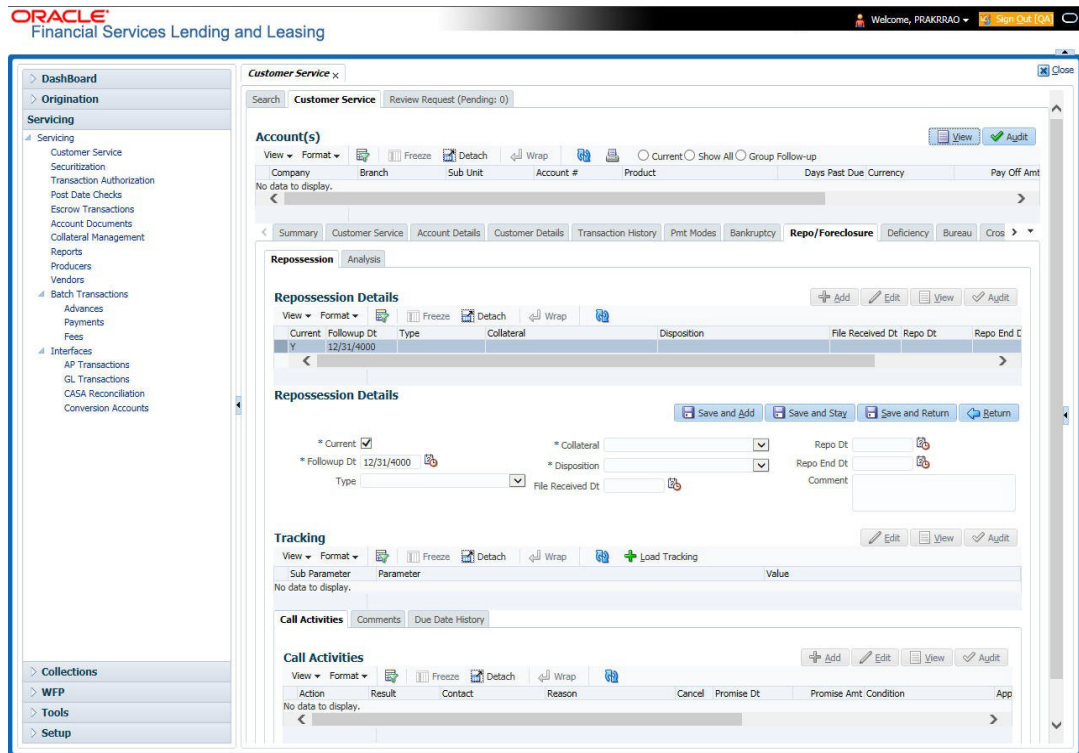 ORACLE
Financial Services Lending and Leasing
Welcome, PRAKRRAO
Sign Out [QA]
DashBoard
Origination
Servicing
Servicing
Customer Service
Securitization
Transaction Authorization
Post Date Checks
Escrow Transactions
Account Documents
Collateral Management
Reports
Producers
Vendors
Batch Transactions
Advances
Payments
Fees
Interfaces
AP Transactions
GL Transactions
CASA Reconciliation
Conversion Accounts
Collections
WFP
Tools
Setup
Customer Service x
Close
Search Customer Service Review Request (Pending: 0)
Account(s)
View Audit
View Format Freeze Detach Wrap Current Show All Group Follow-up
Company Branch Sub Unit Account # Product Days Past Due Currency Pay Off Amt
No data to display.
Summary Customer Service Account Details Customer Details Transaction History Pmt Modes Bankruptcy Repo/Foreclosure Deficiency Bureau Cros
Repossession Analysis
Repossession Details
Add Edit View Audit
View Format Freeze Detach Wrap
Current Followup Dt Type Collateral Disposition File Received Dt Repo Dt Repo End D
Y 12/31/4000
Repossession Details
Save and Add Save and Stay Save and Return Return
* Current * Collateral Repo Dt
* Followup Dt 12/31/4000 * Disposition Repo End Dt
Type File Received Dt Comment
Tracking
Edit View Audit
View Format Freeze Detach Wrap Load Tracking
Sub Parameter Parameter Value
No data to display.
Call Activities Comments Due Date History
Call Activities
Add Edit View Audit
View Format Freeze Detach Wrap
Action Result Contact Reason Cancel Promise Dt Promise Amt Condition App
No data to display.